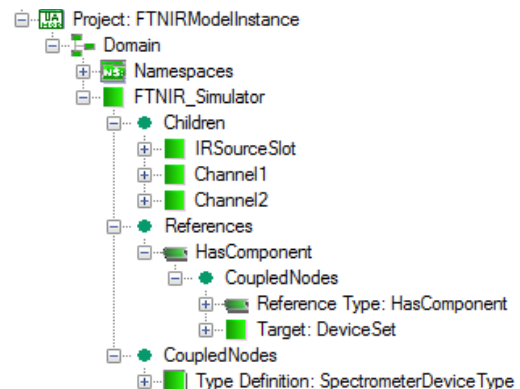 Project: FTNIRModelInstance
Domain
Namespaces
FTNIR_Simulator
Children
IRSourceSlot
Channel1
Channel2
References
HasComponent
CoupledNodes
Reference Type: HasComponent
Target: DeviceSet
CoupledNodes
Type Definition: SpectrometerDeviceType